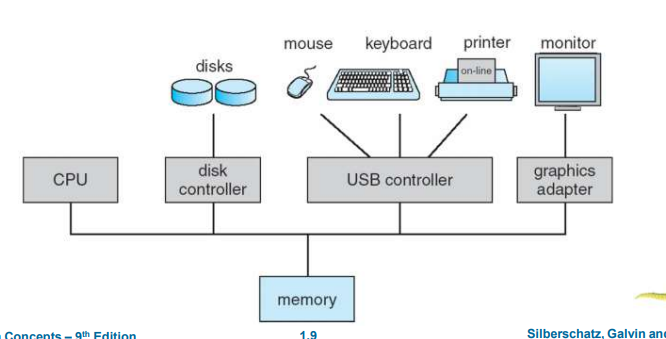 mouse keyboard printer monitor
disks
on-line
CPU
disk
controller
USB controller
graphics
adapter
memory
Concepts – 9th Edition
1.9
Silberschatz, Galvin and